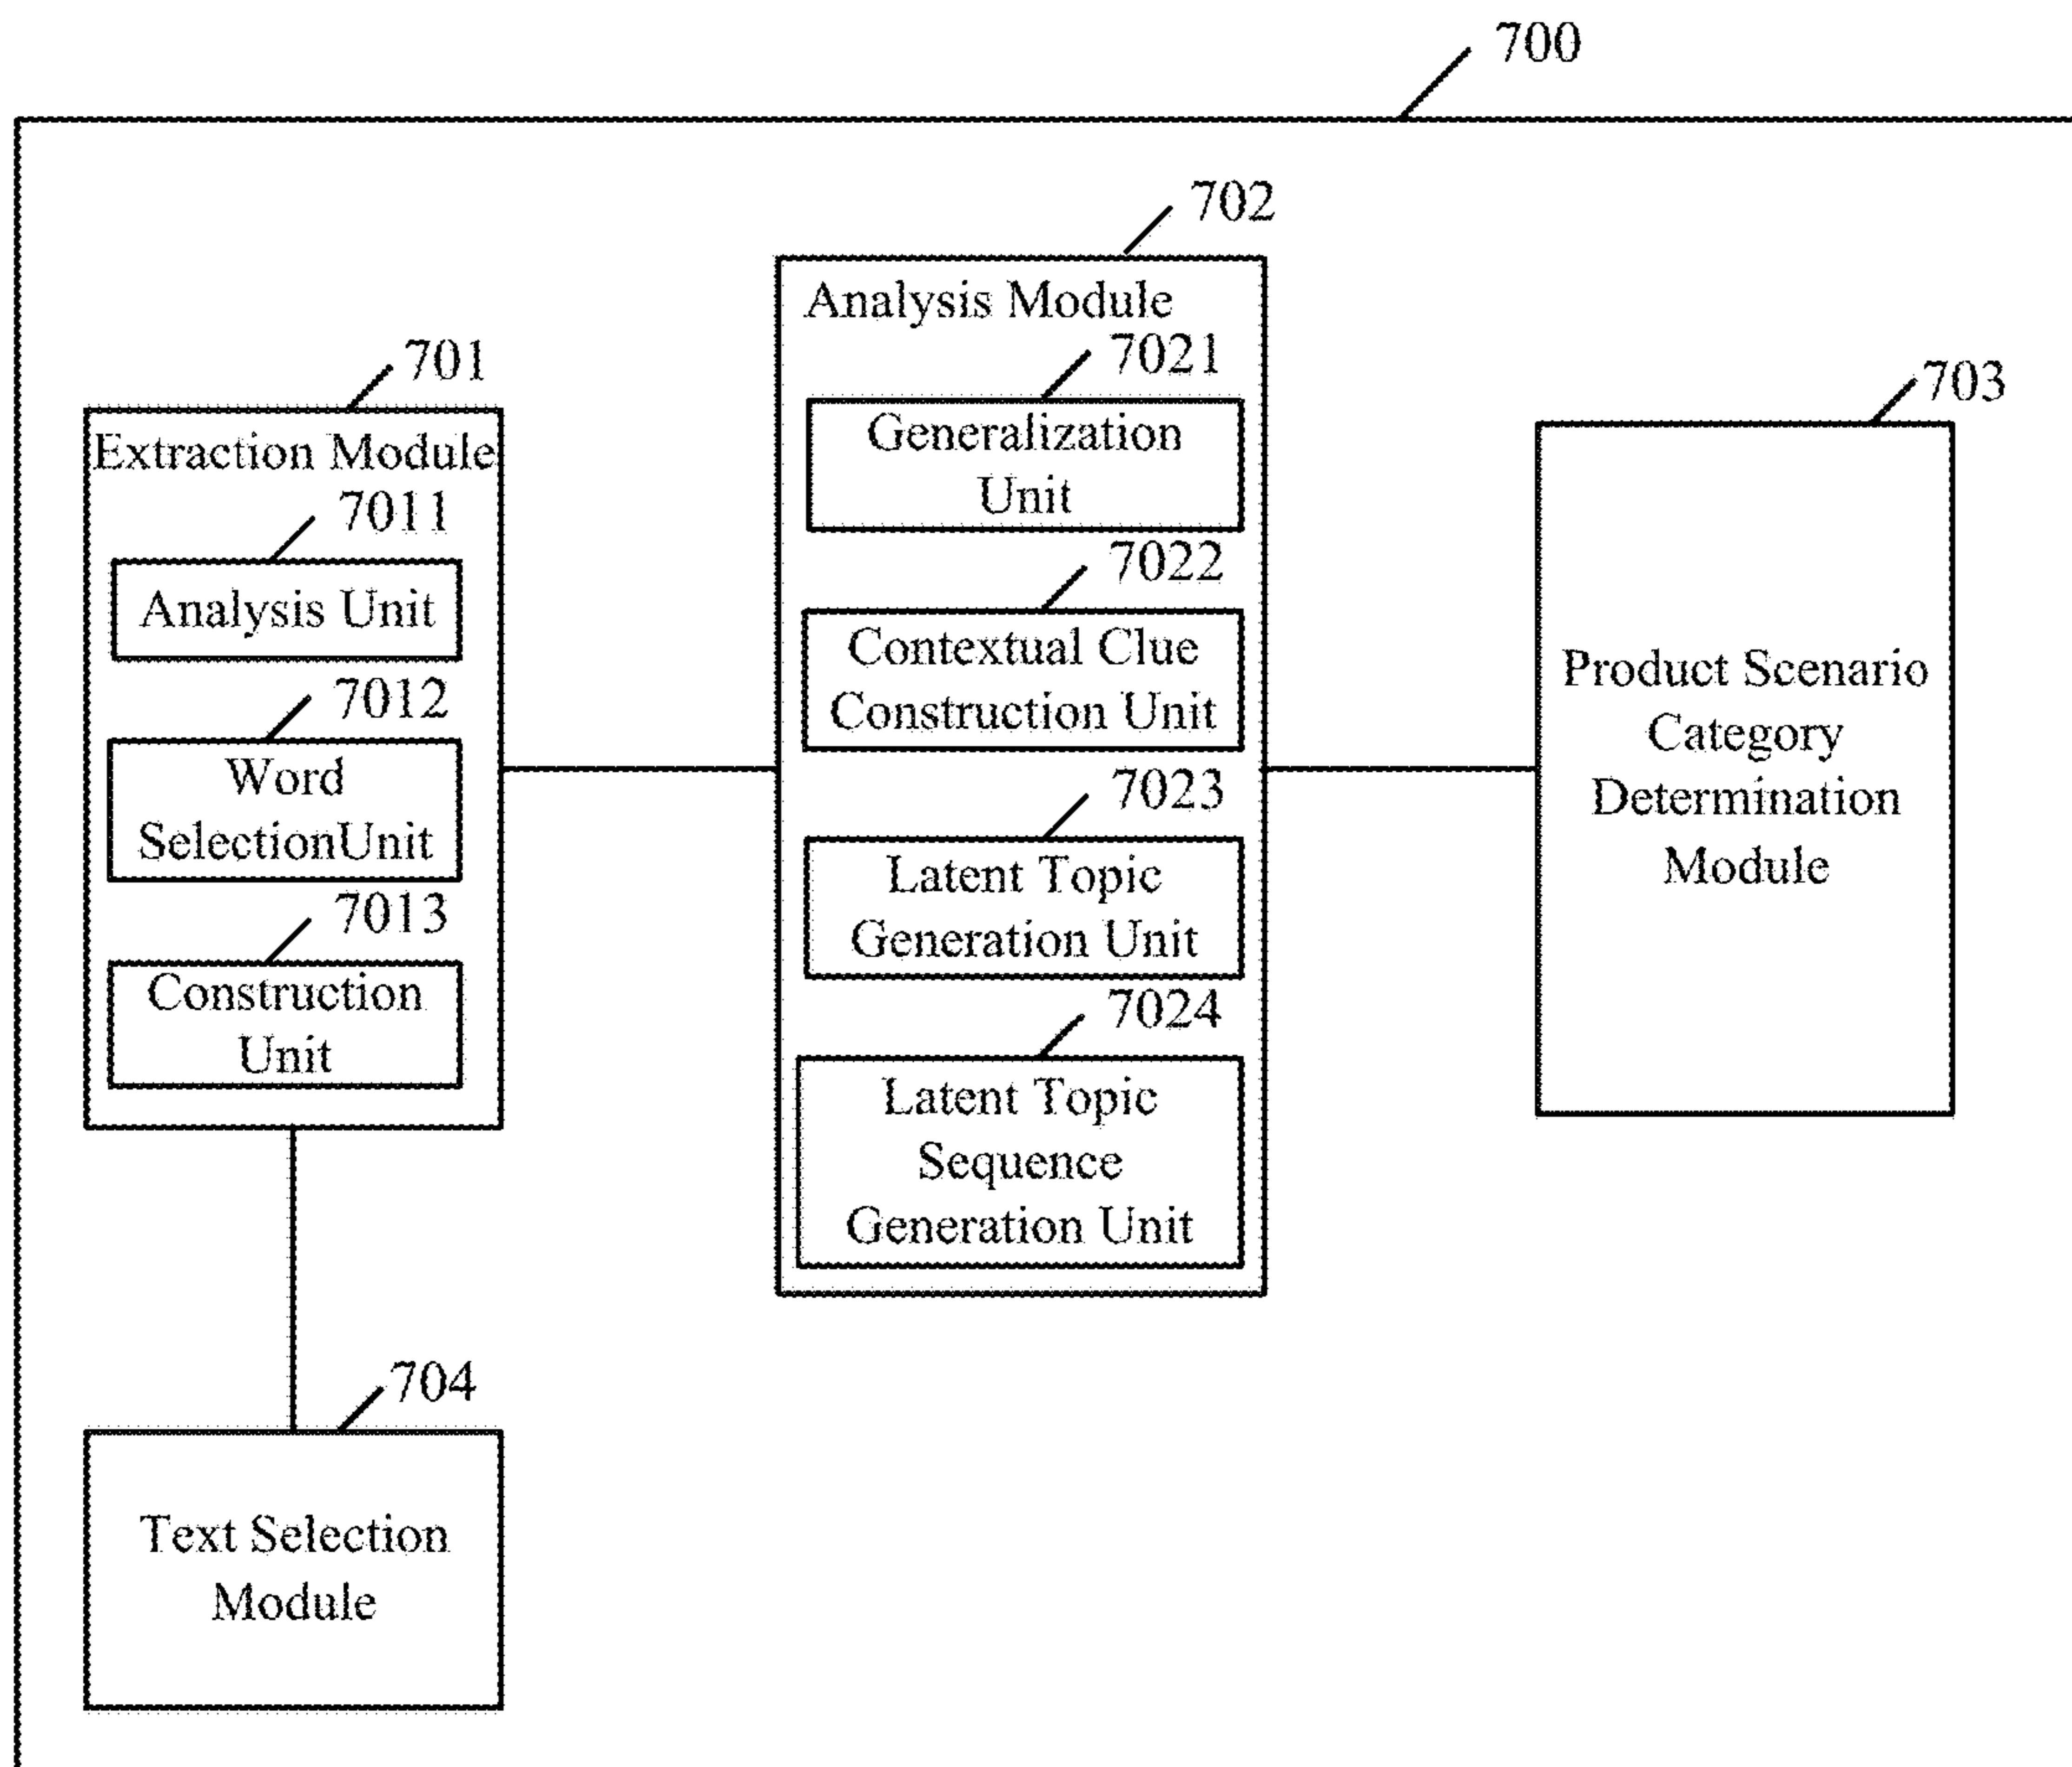 700
702
Analysis Module
7021
Generalization
Unit
7022
Contextual Clue
Construction Unit
7023
Latent Topic
Generation Unit
7024
Latent Topic
Sequence
Generation Unit
701
Extraction Module
7011
Analysis Unit
7012
Word
SelectionUnit
7013
Construction
Unit
703
Product Scenario
Category
Determination
Module
704
Text Selection
Module